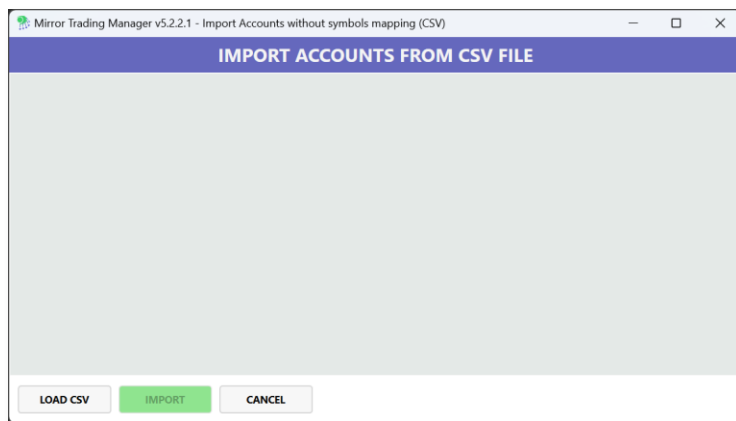 Mirror Trading Manager v5.2.2.1 - Import Accounts without symbols mapping (CSV)
IMPORT ACCOUNTS FROM CSV FILE
LOAD CSV
IMPORT
CANCEL